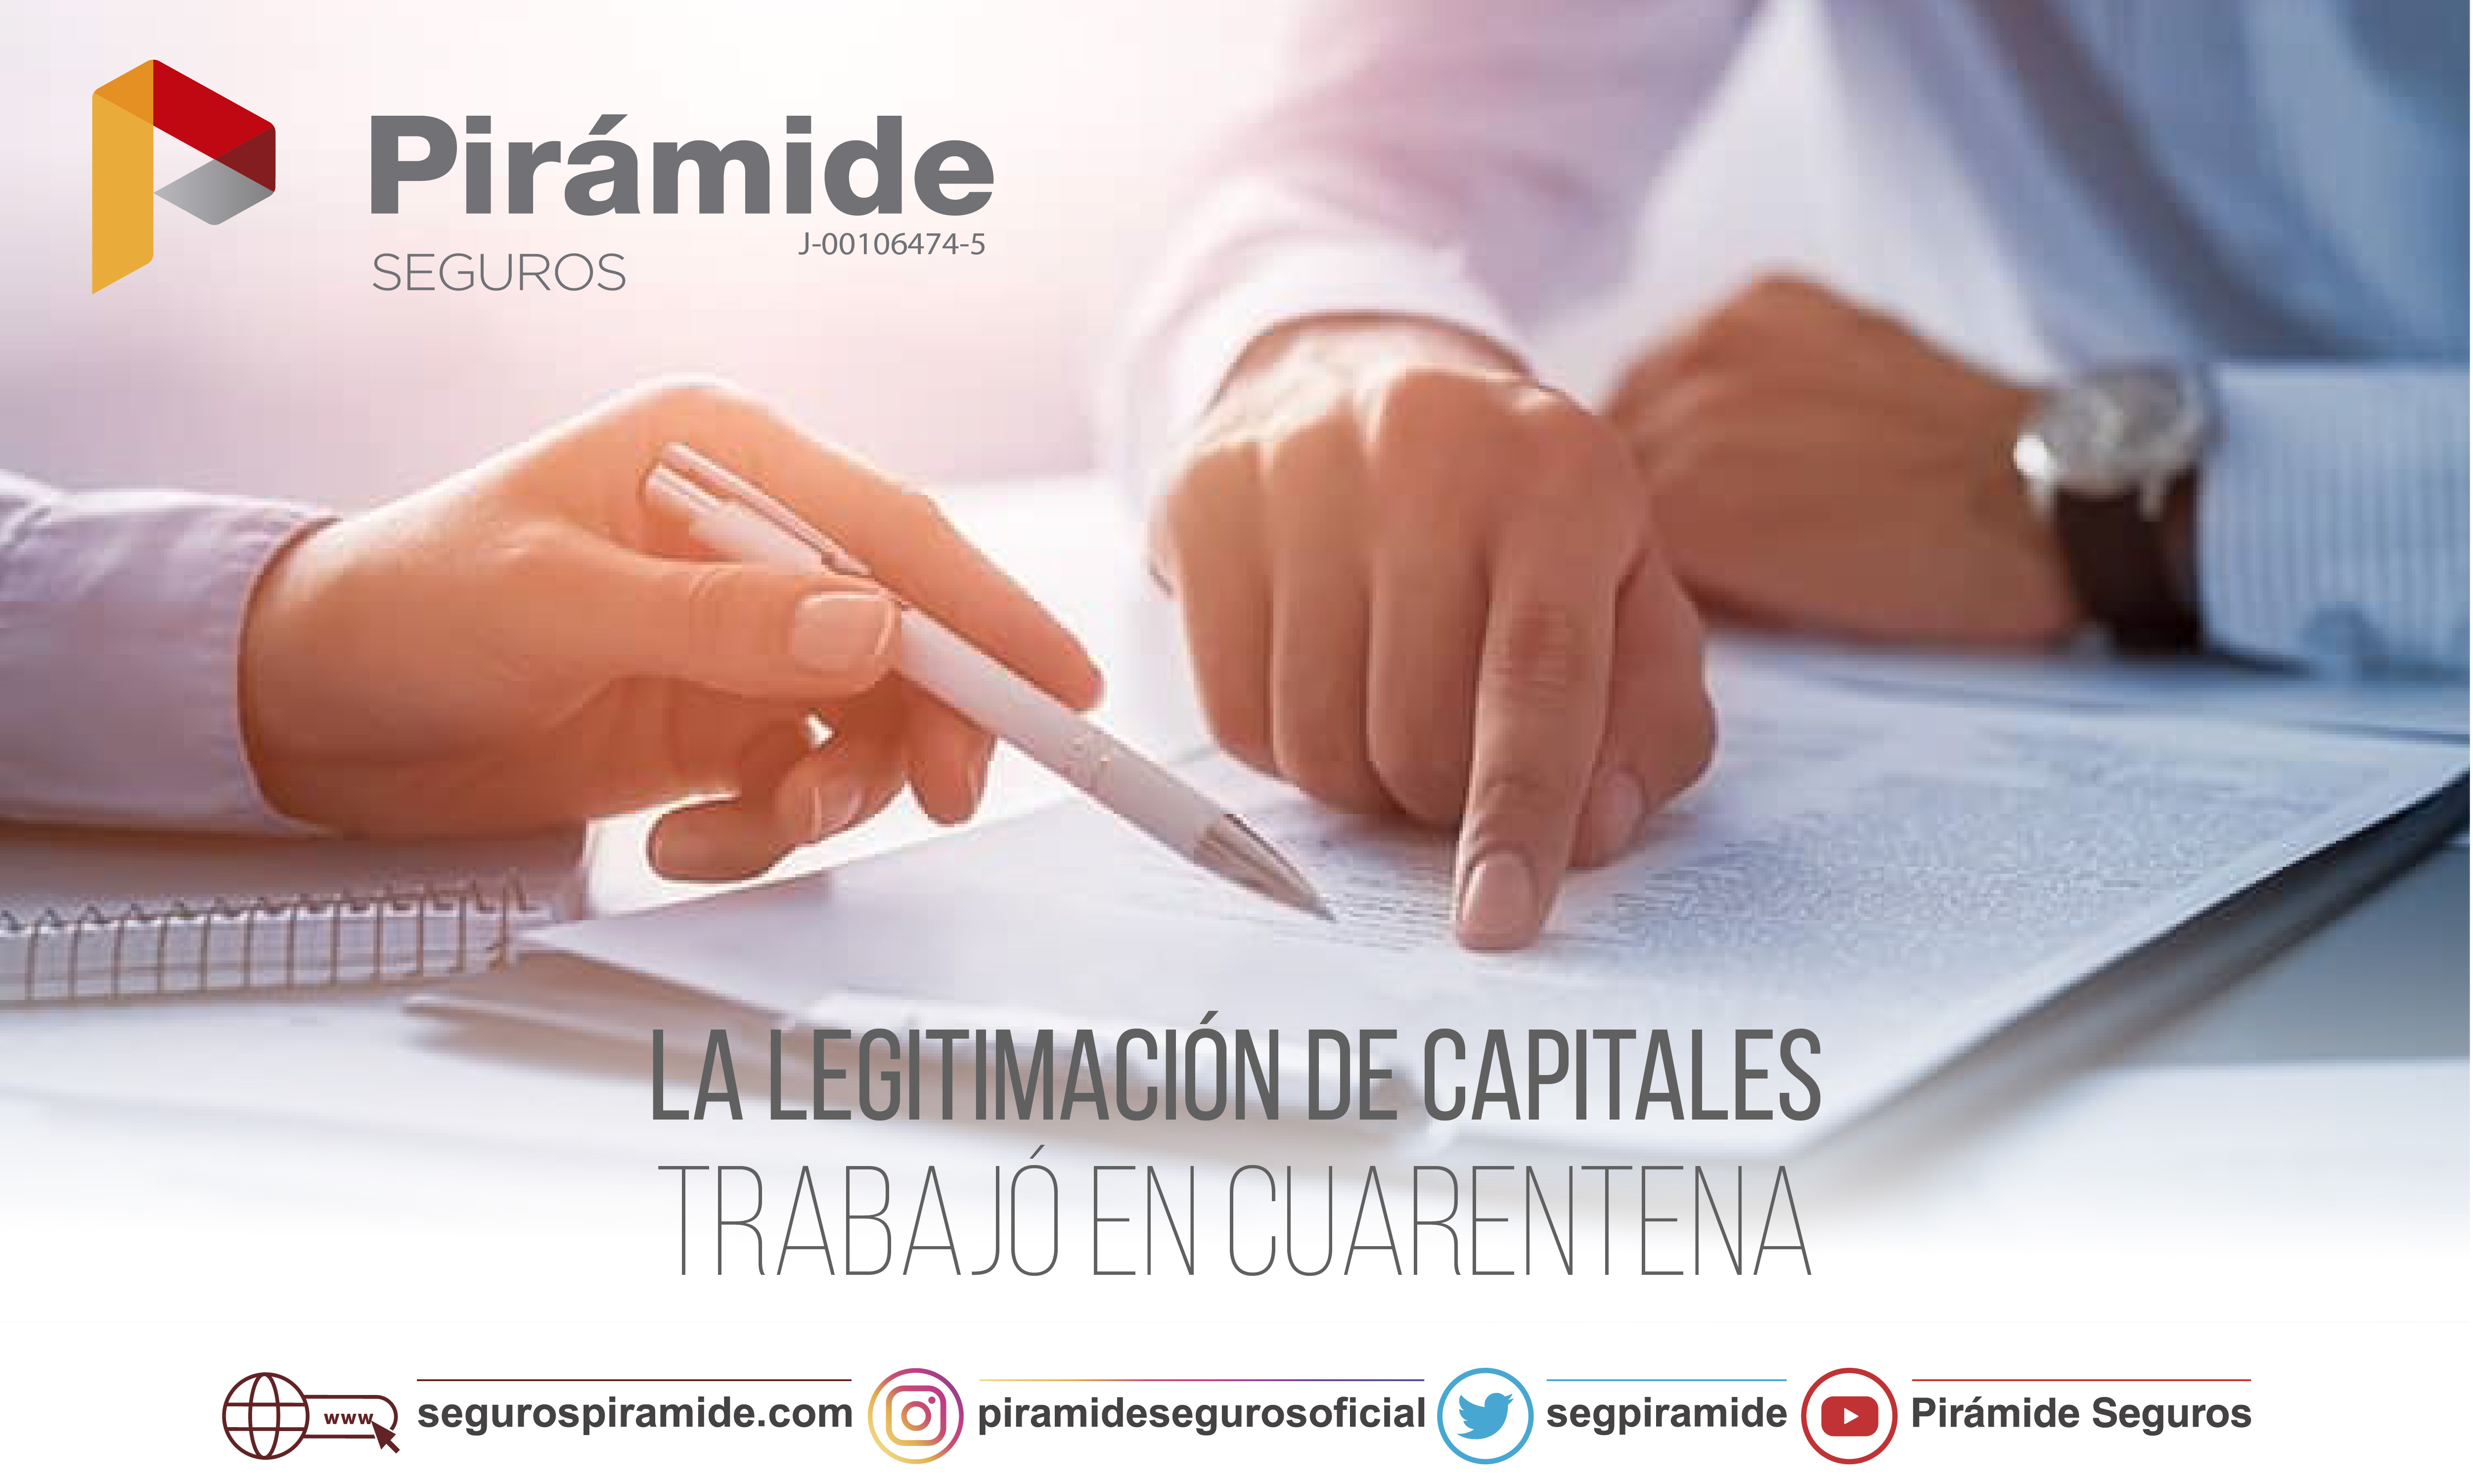 Pirámide
J-00106474-5
SEGUROS
LA LEGITIMACIÓN DE CAPITALES
TRABAJÓ EN CUARENTENA
www
segurospiramide.com
piramidesegurosoficial
segpiramide
Pirámide Seguros